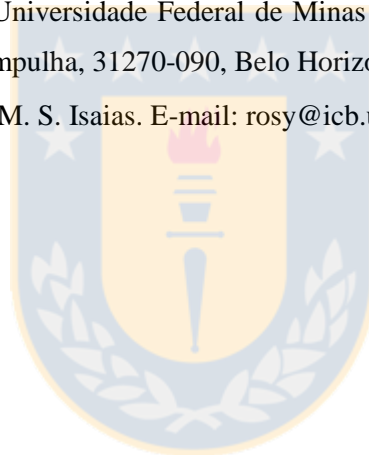 Universidade Federal de Minas
mpulha, 31270-090, Belo Horizo
M. S. Isaias. E-mail: rosy@icb.u